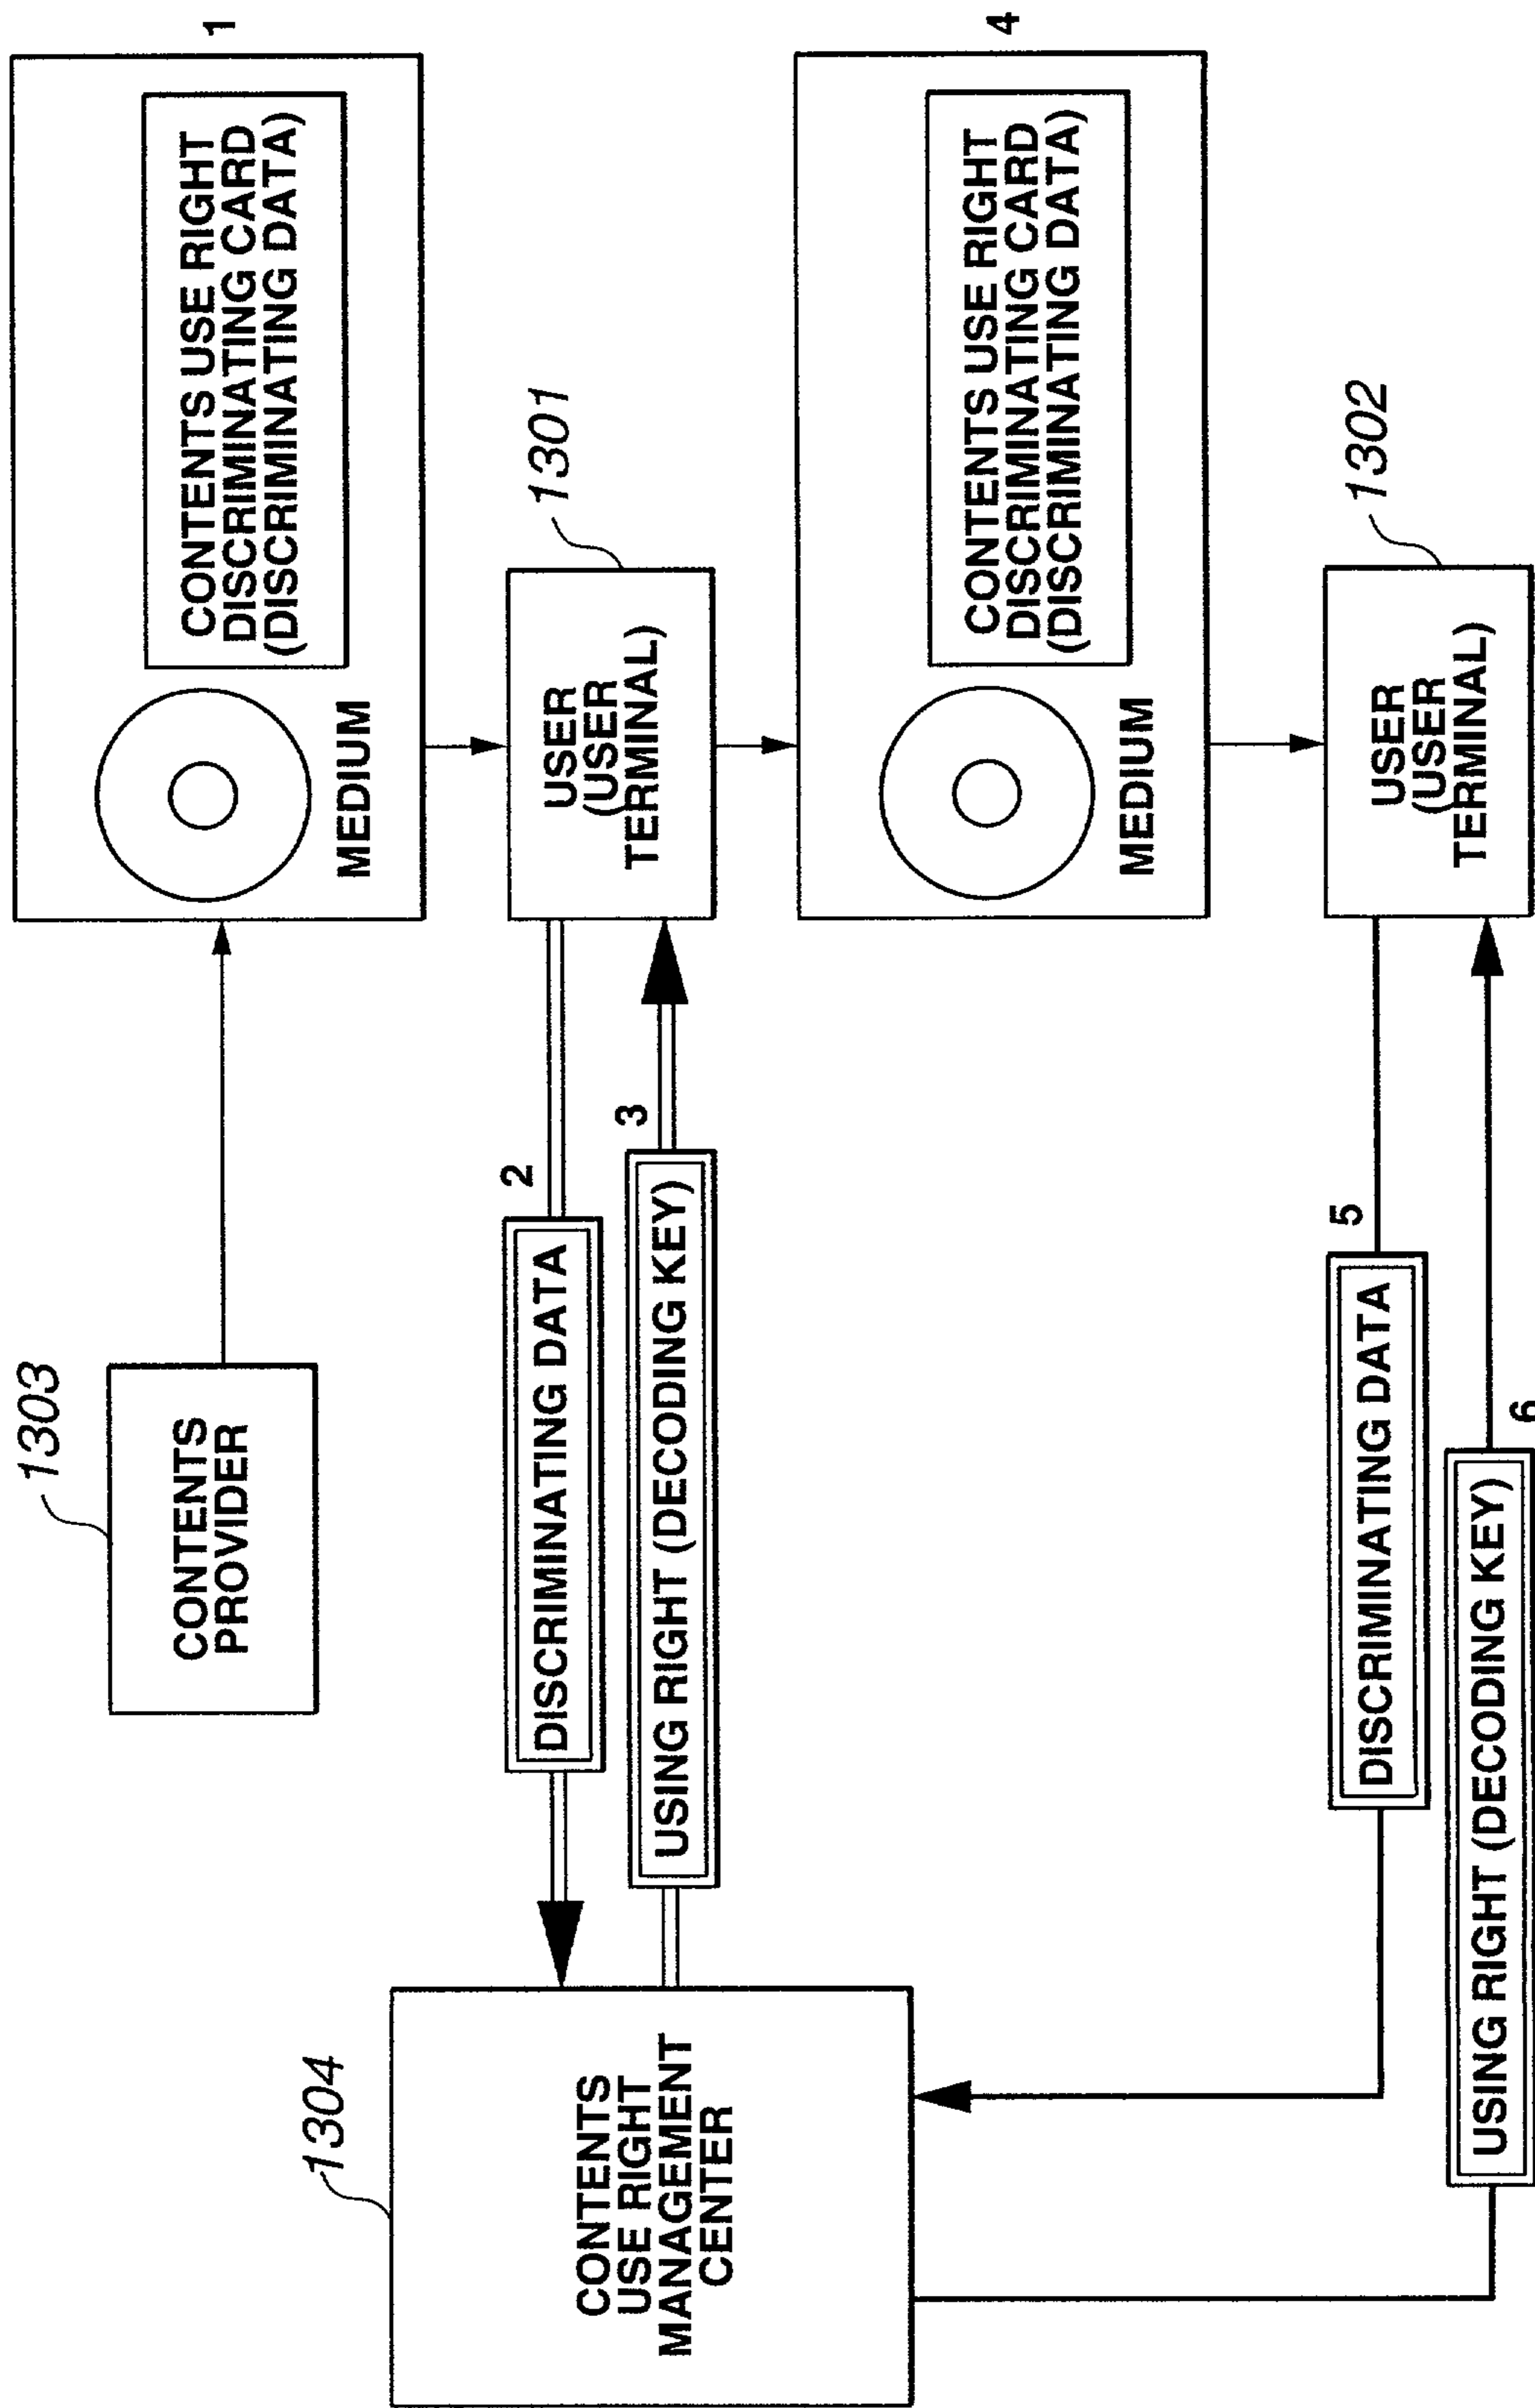 1303
CONTENTS
PROVIDER
CONTENTS USE RIGHT
DISCRIMINATING CARD
(DISCRIMINATING DATA)
MEDIUM
1
1304
CONTENTS
USE RIGHT
MANAGEMENT
CENTER
DISCRIMINATING DATA
2
USING RIGHT (DECODING KEY)
3
1301
USER
(USER
TERMINAL)
CONTENTS USE RIGHT
DISCRIMINATING CARD
(DISCRIMINATING DATA)
MEDIUM
4
DISCRIMINATING DATA
5
USING RIGHT (DECODING KEY)
6
1302
USER
(USER
TERMINAL)